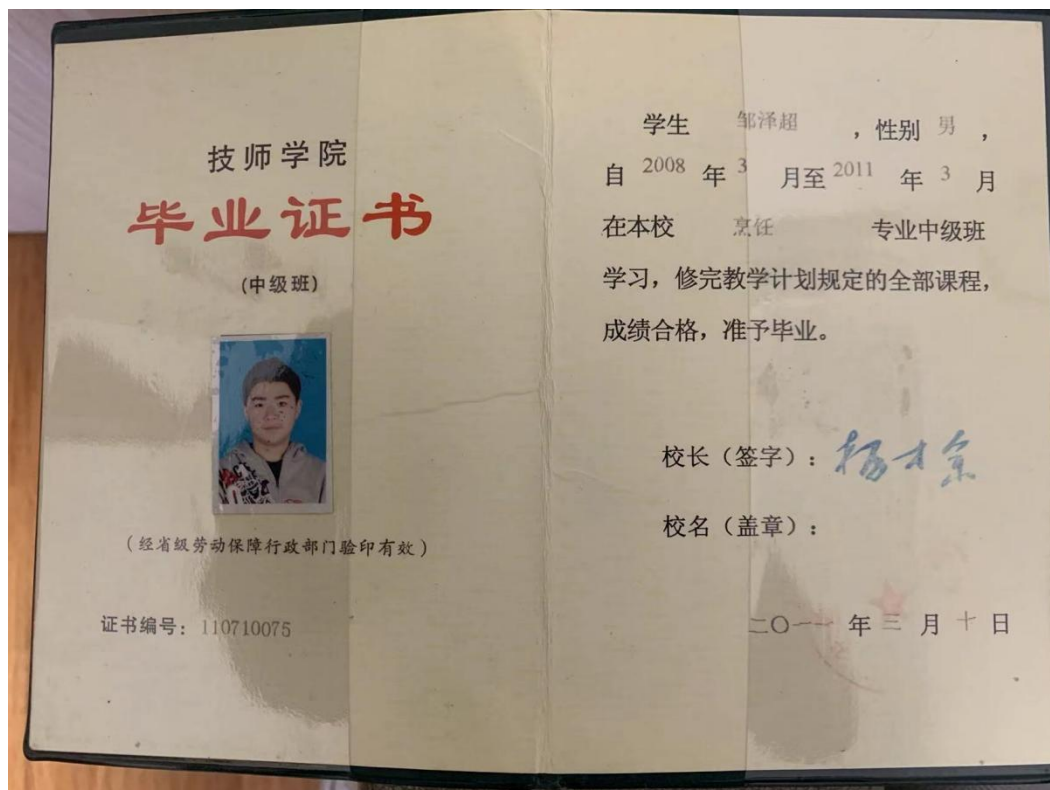 技师学院
毕业证书
(中级班)
(经省级劳动保障行政部门验印有效)
证书编号: 110710075
学生 邹泽超 ,性别 男 ,
自 2008 年 3 月至 2011 年 3 月
在本校 烹饪 专业中级班
学习,修完教学计划规定的全部课程,
成绩合格,准予毕业。
校长(签字):
校名(盖章):
二〇一一年三月十日